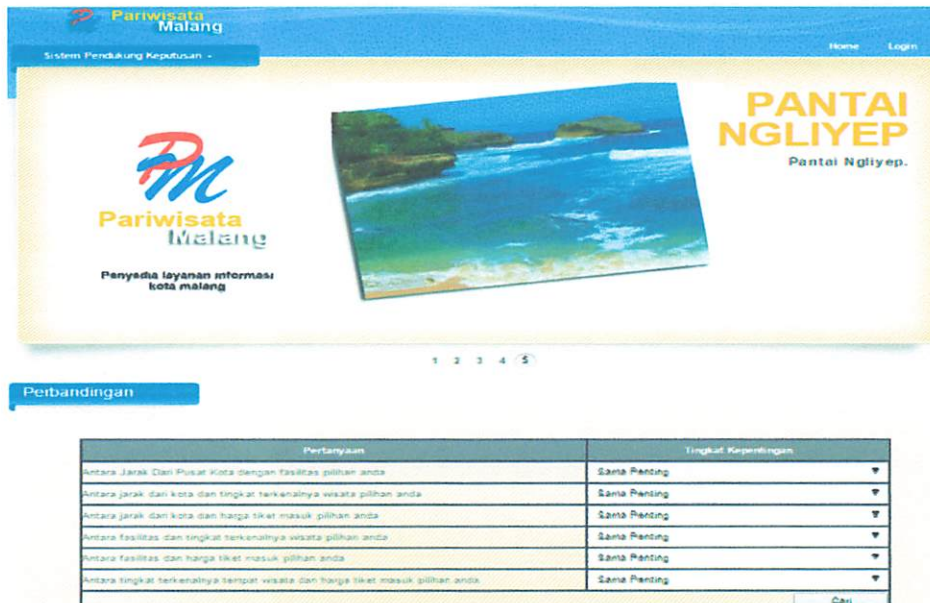 Pariwisata
Malang
Sistem Pendukung Keputusan -
Home Login
PANTAI
NGLIYEP
Pantai Ngliyep.
PM
Pariwisata
Malang
Penyedia layanan informasi
kota malang
1 2 3 4 5
Perbandingan
Pertanyaan Tingkat Kepentingan
Antara Jarak Dari Pusat Kota dengan fasilitas pilihan anda Sama Penting
Antara jarak dari kota dan tingkat terkenalnya wisata pilihan anda Sama Penting
Antara jarak dari kota dan harga tiket masuk pilihan anda Sama Penting
Antara fasilitas dan tingkat terkenalnya wisata pilihan anda Sama Penting
Antara fasilitas dan harga tiket masuk pilihan anda Sama Penting
Antara tingkat terkenalnya tempat wisata dan harga tiket masuk pilihan anda Sama Penting
Cari